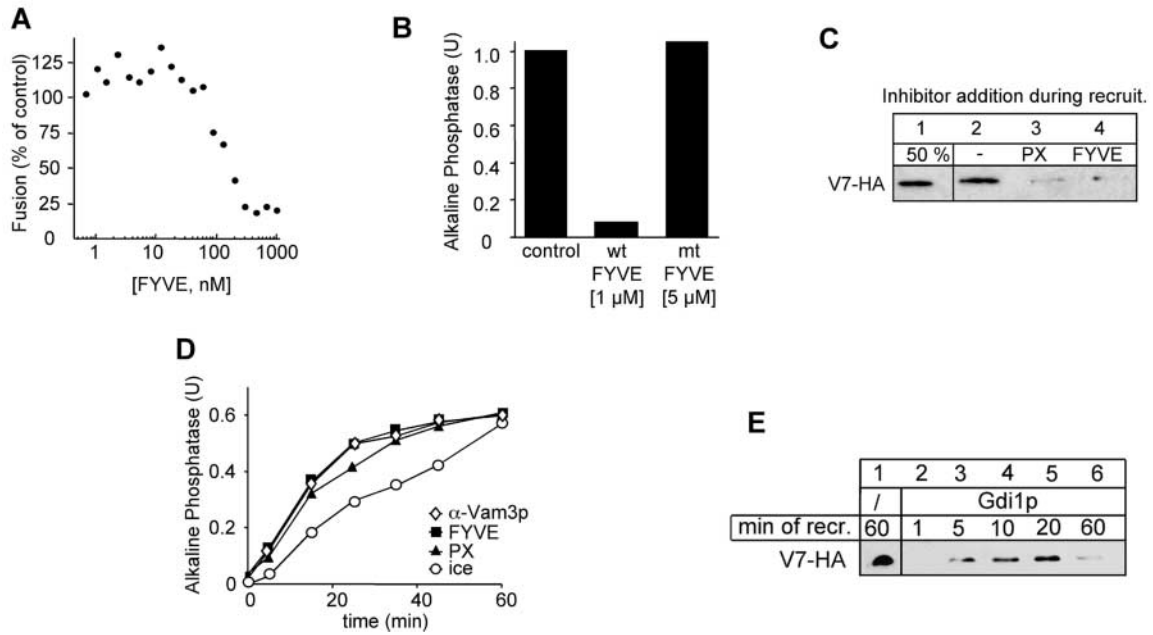 A
Fusion (% of control)
125
100
75
50
25
0
1 10 100 1000
[FYVE, nM]
B
Alkaline Phosphatase (U)
1.0
0.8
0.6
0.4
0.2
0
control wt mt
FYVE FYVE
[1 µM] [5 µM]
C
Inhibitor addition during recruit.
1 2 3 4
50 % - PX FYVE
V7-HA
D
Alkaline Phosphatase (U)
0.6
0.4
0.2
0
α-Vam3p
FYVE
PX
ice
0 20 40 60
time (min)
E
1 2 3 4 5 6
/ Gdi1p
min of recr. 60 1 5 10 20 60
V7-HA